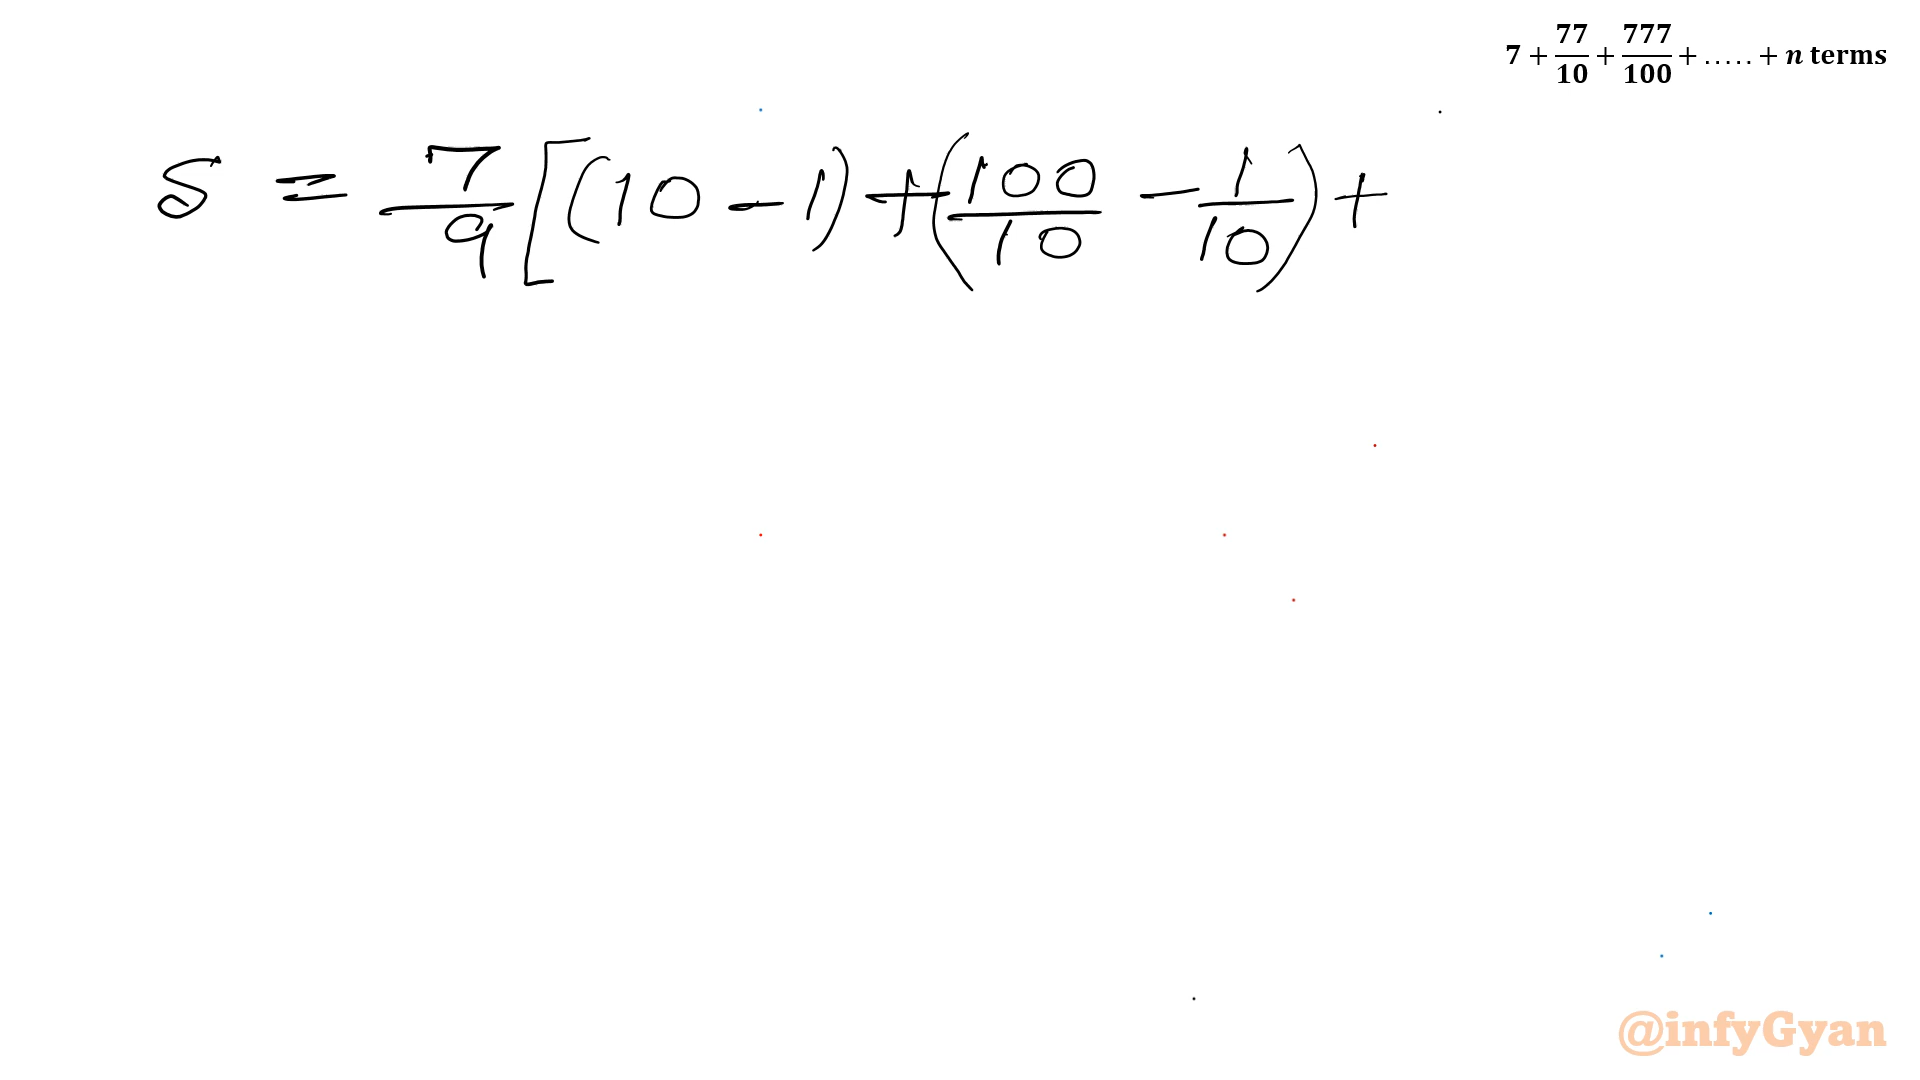 7 + 77/10 + 777/100 + ..... + n terms
S = 7/9 [(10 - 1) + (100/10 - 1/10) +
@infyGyan